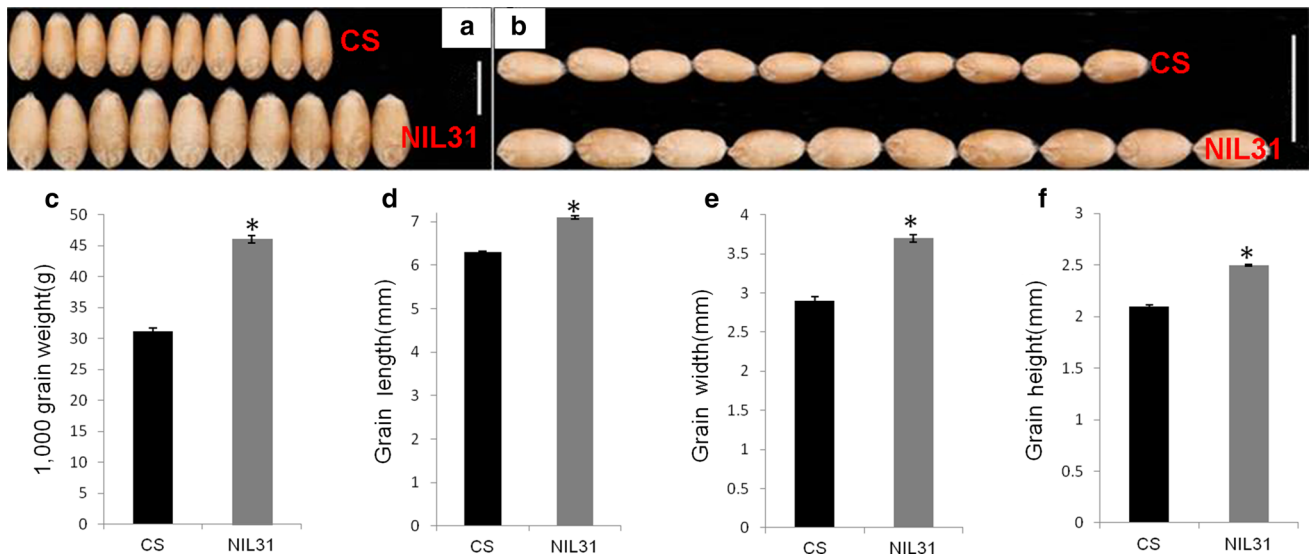 a
b
CS
CS
NIL31
NIL31
c
d
e
f
1,000 grain weight(g)
50
45
40
35
30
25
20
15
10
5
0
CS
NIL31
*
Grain length(mm)
7
6
5
4
3
2
1
0
CS
NIL31
*
Grain width(mm)
4
3.5
3
2.5
2
1.5
1
0.5
0
CS
NIL31
*
Grain height(mm)
3
2.5
2
1.5
1
0.5
0
CS
NIL31
*